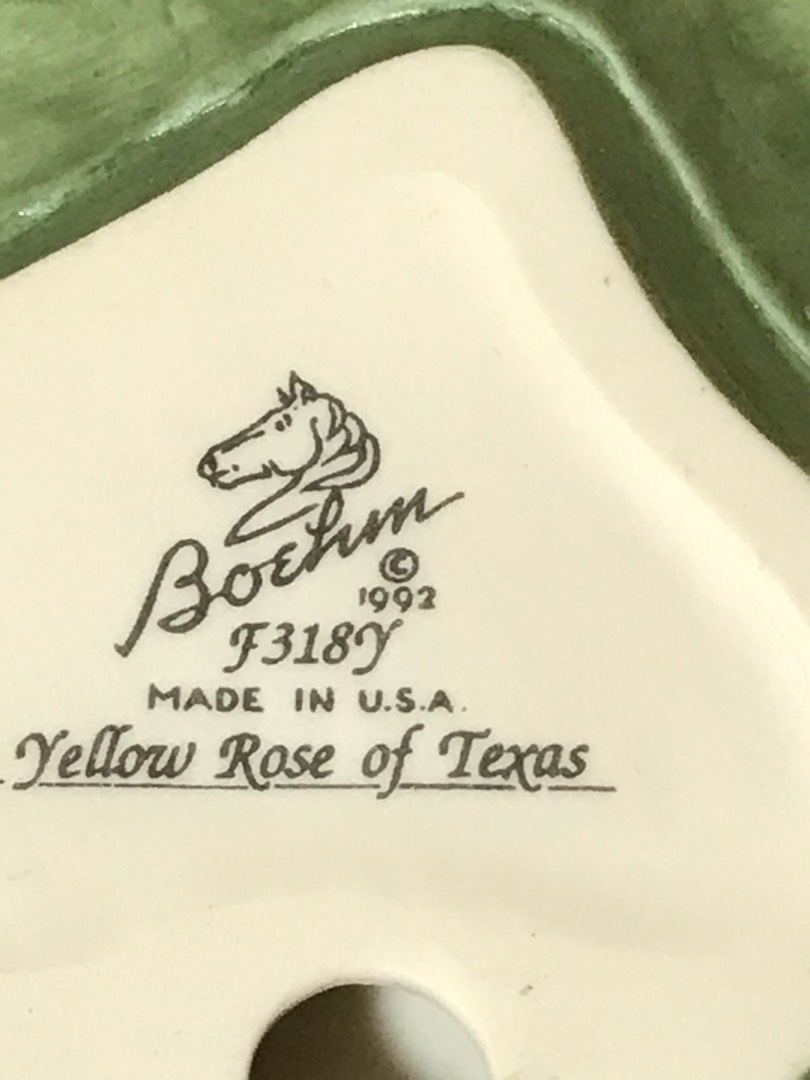 Boehm
©
1992
F318Y
MADE IN U.S.A.
Yellow Rose of Texas